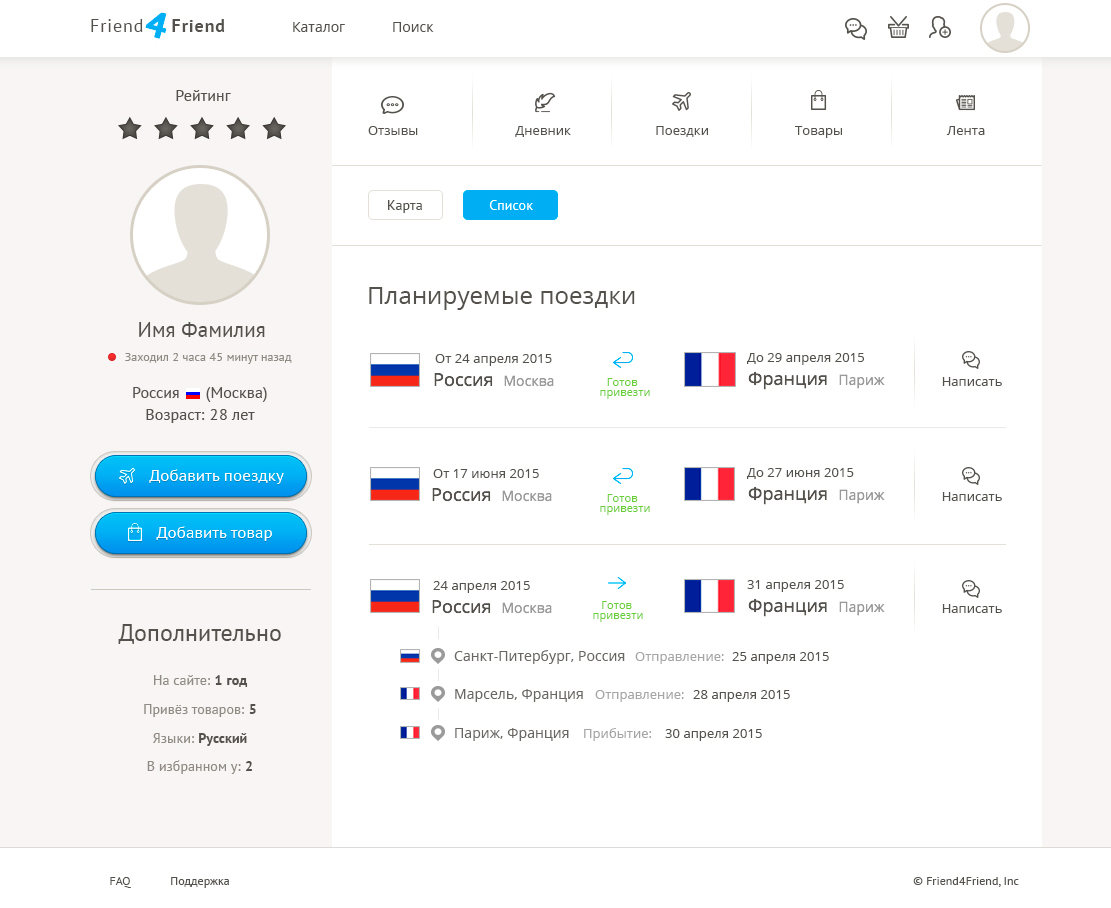 Friend4Friend
Каталог
Поиск
Рейтинг
Имя Фамилия
Заходил 2 часа 45 минут назад
Россия (Москва)
Возраст: 28 лет
Добавить поездку
Добавить товар
Дополнительно
На сайте: 1 год
Привёз товаров: 5
Языки: Русский
В избранном у: 2
Отзывы
Дневник
Поездки
Товары
Лента
Карта
Список
Планируемые поездки
От 24 апреля 2015
Россия Москва
Готов
привезти
До 29 апреля 2015
Франция Париж
Написать
От 17 июня 2015
Россия Москва
Готов
привезти
До 27 июня 2015
Франция Париж
Написать
24 апреля 2015
Россия Москва
Готов
привезти
31 апреля 2015
Франция Париж
Написать
Санкт-Питербург, Россия Отправление: 25 апреля 2015
Марсель, Франция Отправление: 28 апреля 2015
Париж, Франция Прибытие: 30 апреля 2015
FAQ
Поддержка
© Friend4Friend, Inc